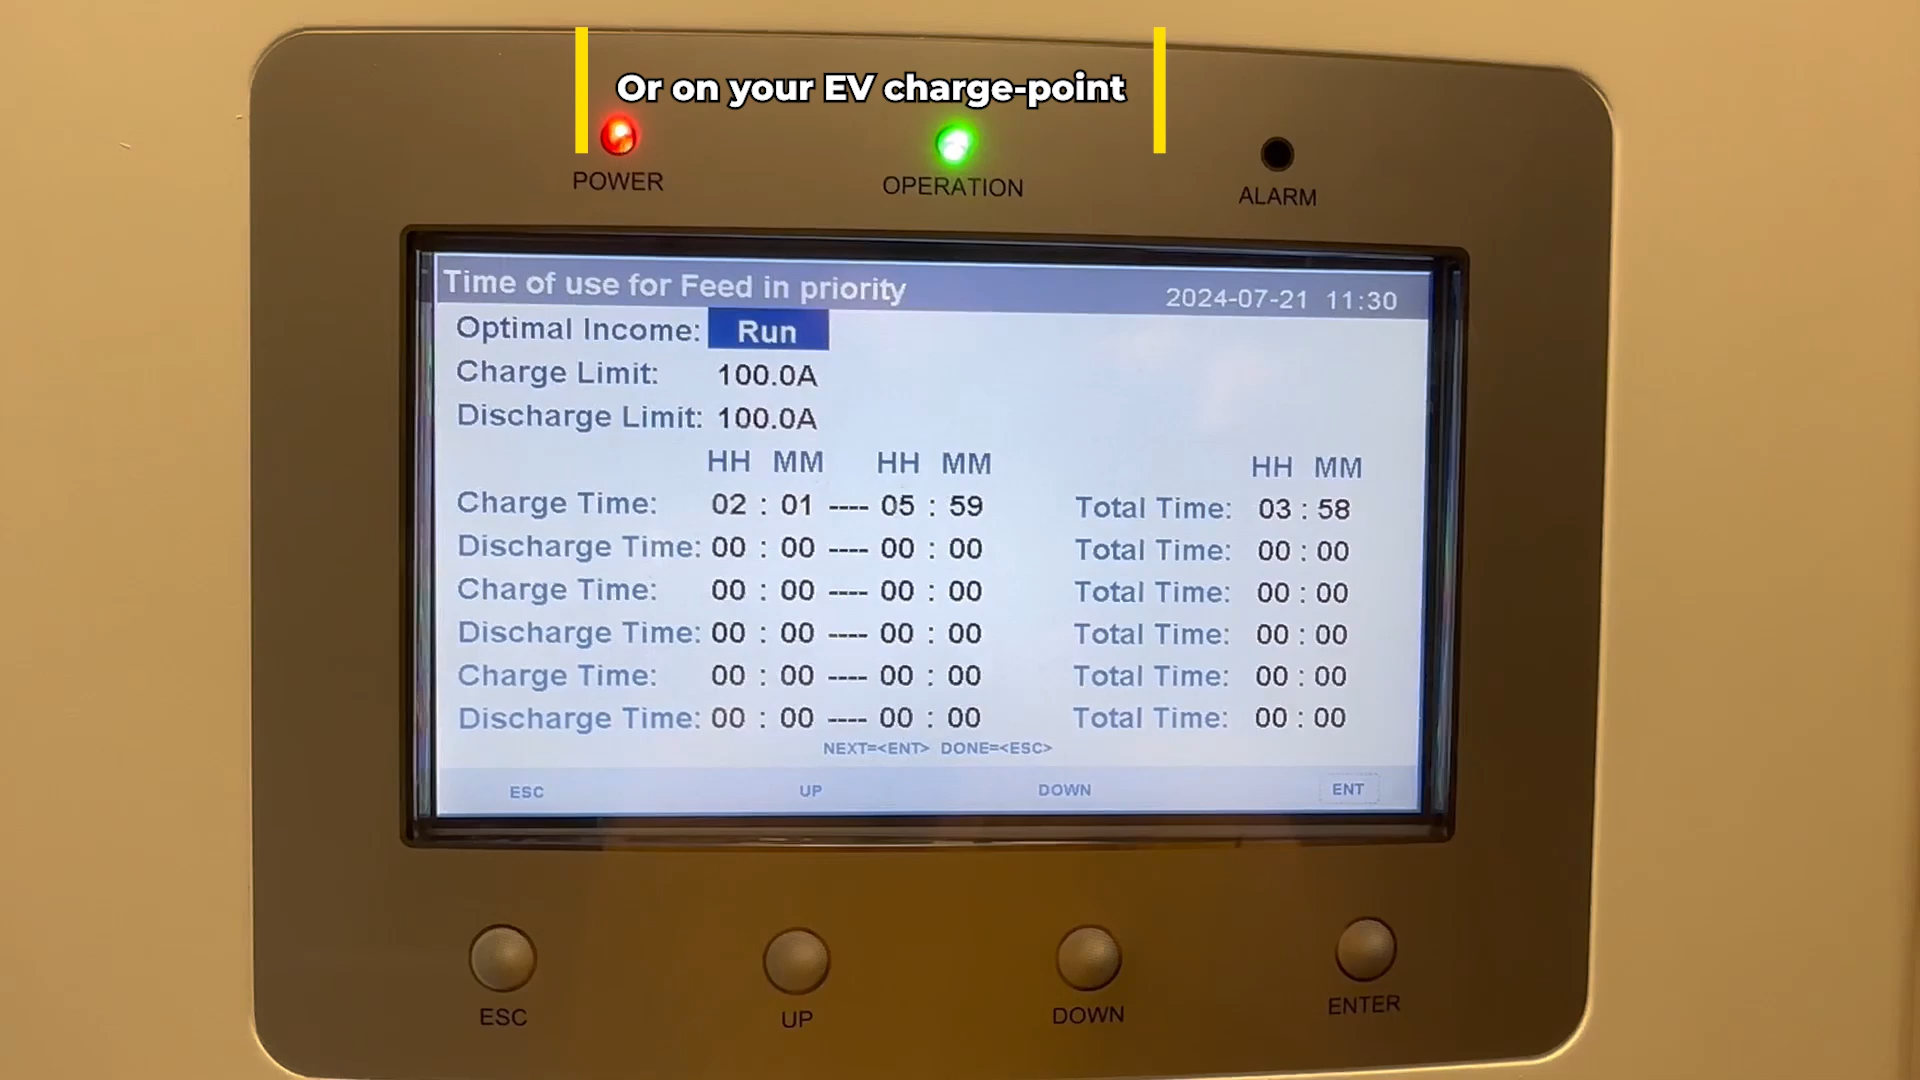 Or on your EV charge-point
POWER
OPERATION
ALARM
Time of use for Feed in priority 2024-07-21 11:30
Optimal Income: Run
Charge Limit: 100.0A
Discharge Limit: 100.0A
HH MM HH MM HH MM
Charge Time: 02 : 01 ---- 05 : 59 Total Time: 03 : 58
Discharge Time: 00 : 00 ---- 00 : 00 Total Time: 00 : 00
Charge Time: 00 : 00 ---- 00 : 00 Total Time: 00 : 00
Discharge Time: 00 : 00 ---- 00 : 00 Total Time: 00 : 00
Charge Time: 00 : 00 ---- 00 : 00 Total Time: 00 : 00
Discharge Time: 00 : 00 ---- 00 : 00 Total Time: 00 : 00
NEXT=<ENT> DONE=<ESC>
ESC UP DOWN ENT
ESC UP DOWN ENTER